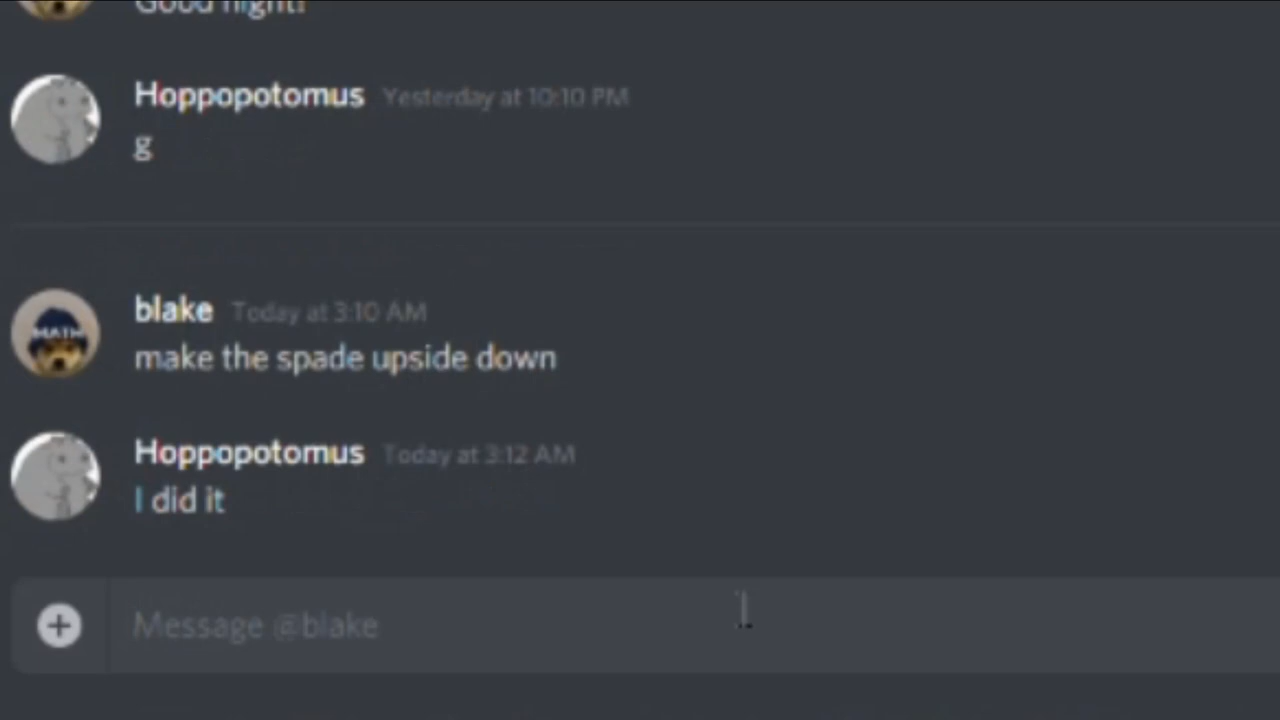 Good night!
Hoppopotomus Yesterday at 10:10 PM
g
blake Today at 3:10 AM
MATH
make the spade upside down
Hoppopotomus Today at 3:12 AM
I did it
Message @blake